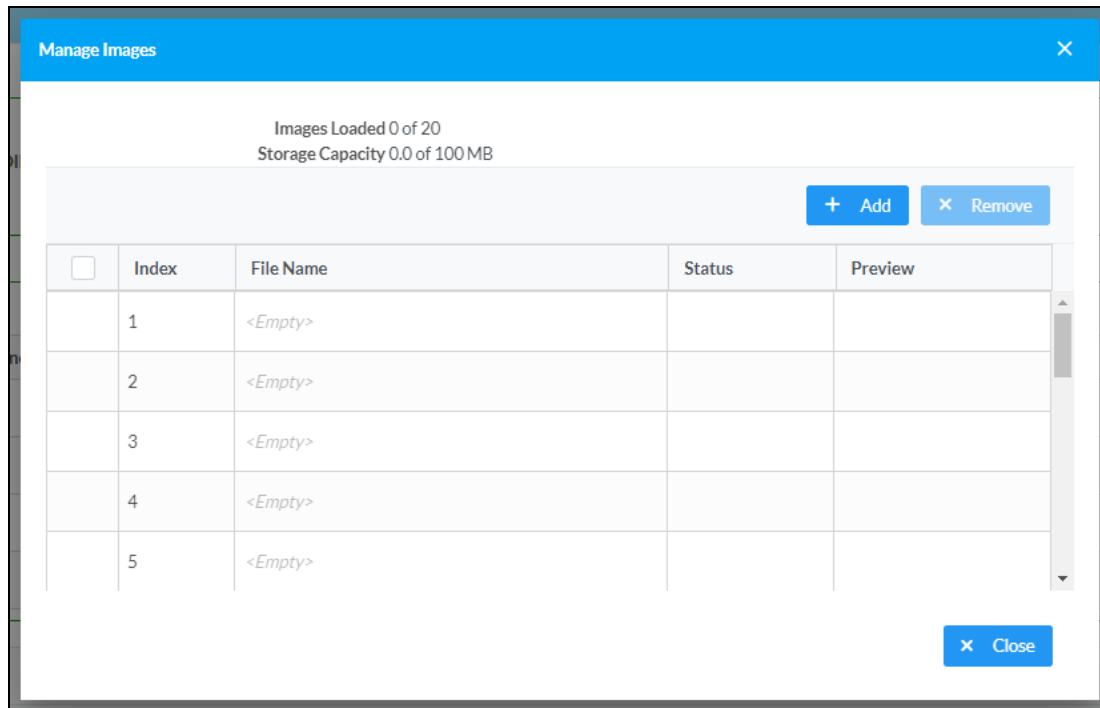 Manage Images
Images Loaded 0 of 20
Storage Capacity 0.0 of 100 MB
+ Add × Remove
Index File Name Status Preview
1 <Empty>
2 <Empty>
3 <Empty>
4 <Empty>
5 <Empty>
× Close